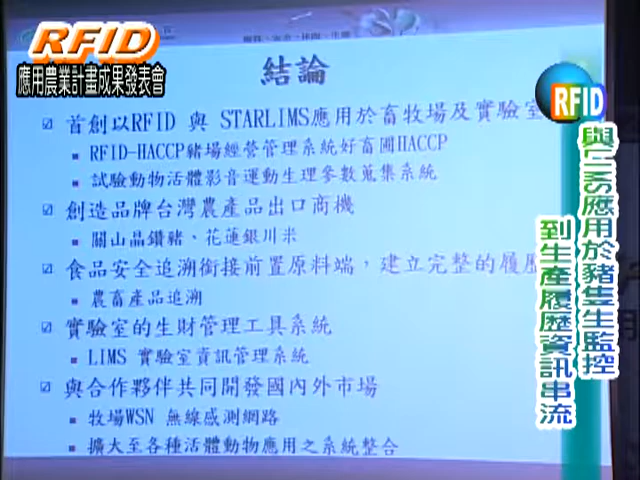 RFID
應用農業計畫成果發表會
結論
首創以RFID 與 STARLIMS應用於畜牧場及實驗室
RFID-HACCP豬場經營管理系統好畜圃HACCP
試驗動物活體影音運動生理參數蒐集系統
創造品牌台灣農產品出口商機
關山晶鑽豬、花蓮銀川米
食品安全追溯銜接前置原料端，建立完整的履歷
農畜產品追溯
實驗室的生財管理工具系統
LIMS 實驗室資訊管理系統
與合作夥伴共同開發國內外市場
牧場WSN 無線感測網路
擴大至各種活體動物應用之系統整合
RFID
與LIMS應用於豬隻生監控
到生產履歷資訊串流